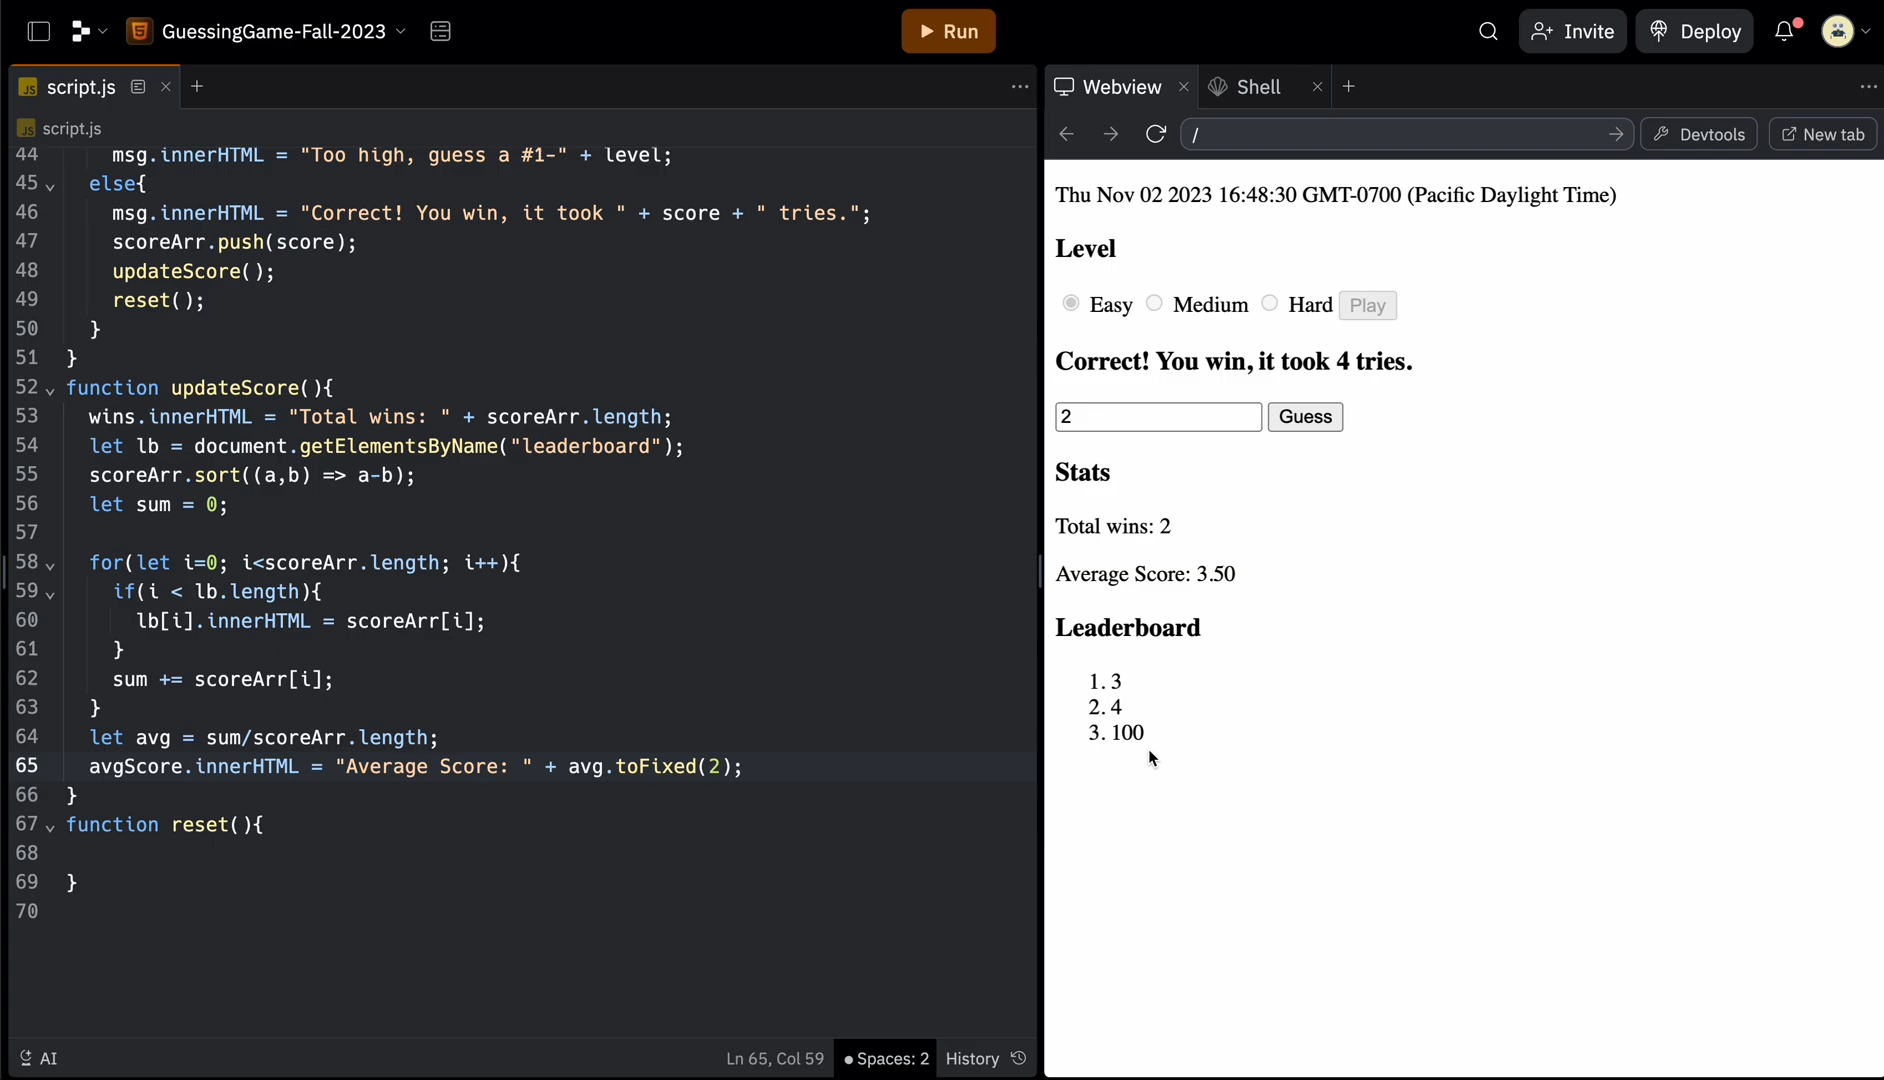 GuessingGame-Fall-2023
Run
Invite
Deploy
JS script.js
JS script.js
44 msg.innerHTML = "Too high, guess a #1-" + level;
45 else{
46 msg.innerHTML = "Correct! You win, it took " + score + " tries.";
47 scoreArr.push(score);
48 updateScore();
49 reset();
50 }
51 }
52 function updateScore(){
53 wins.innerHTML = "Total wins: " + scoreArr.length;
54 let lb = document.getElementsByName("leaderboard");
55 scoreArr.sort((a,b) => a-b);
56 let sum = 0;
57
58 for(let i=0; i<scoreArr.length; i++){
59 if(i < lb.length){
60 lb[i].innerHTML = scoreArr[i];
61 }
62 sum += scoreArr[i];
63 }
64 let avg = sum/scoreArr.length;
65 avgScore.innerHTML = "Average Score: " + avg.toFixed(2);
66 }
67 function reset(){
68
69 }
70
AI
Ln 65, Col 59
Spaces: 2
History
Webview
Shell
/
Devtools
New tab
Thu Nov 02 2023 16:48:30 GMT-0700 (Pacific Daylight Time)
Level
Easy Medium Hard Play
Correct! You win, it took 4 tries.
2 Guess
Stats
Total wins: 2
Average Score: 3.50
Leaderboard
1. 3
2. 4
3. 100